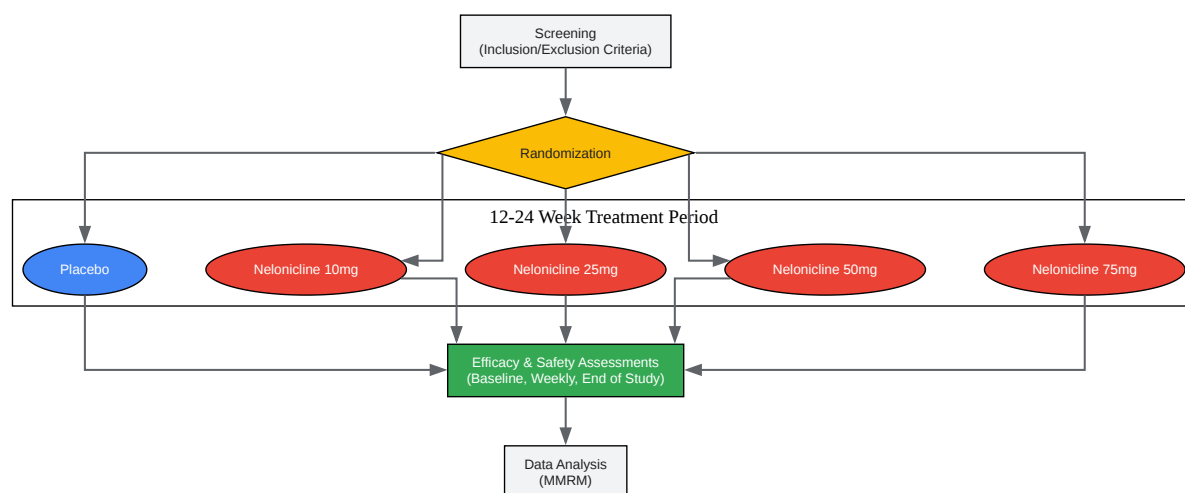 Screening
(Inclusion/Exclusion Criteria)
Randomization
12-24 Week Treatment Period
Placebo
Nelonicline 10mg
Nelonicline 25mg
Nelonicline 50mg
Nelonicline 75mg
Efficacy & Safety Assessments
(Baseline, Weekly, End of Study)
Data Analysis
(MMRM)